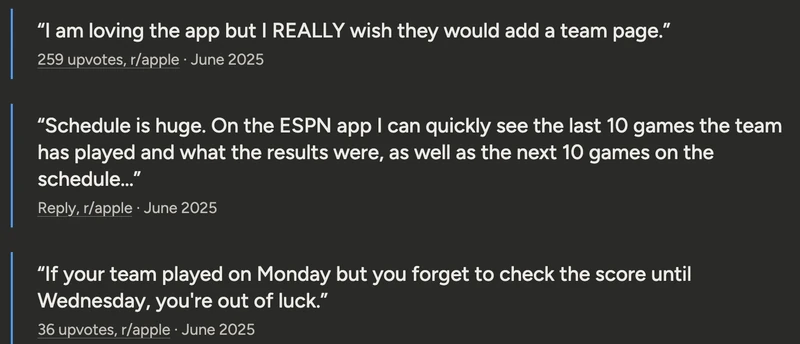 “I am loving the app but I REALLY wish they would add a team page.”
259 upvotes, r/apple · June 2025
“Schedule is huge. On the ESPN app I can quickly see the last 10 games the team
has played and what the results were, as well as the next 10 games on the
schedule...”
Reply, r/apple · June 2025
“If your team played on Monday but you forget to check the score until
Wednesday, you're out of luck.”
36 upvotes, r/apple · June 2025